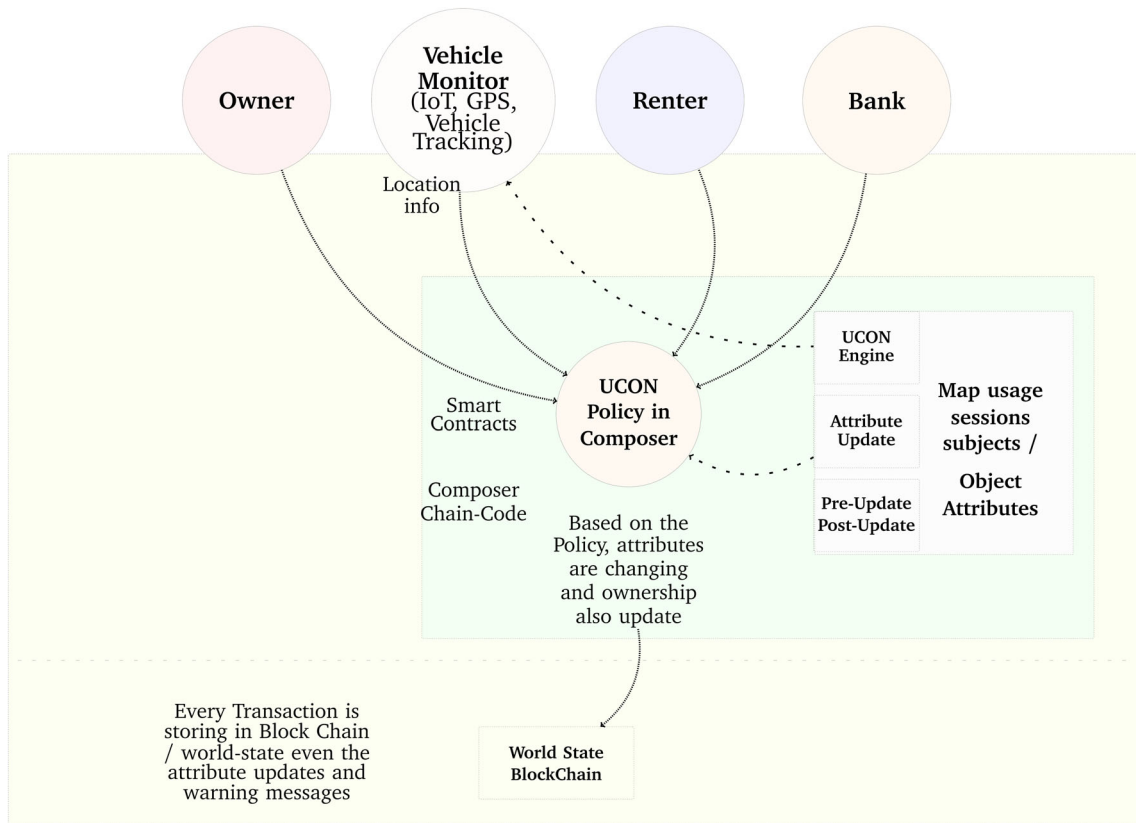 Owner
Vehicle
Monitor
(IoT, GPS,
Vehicle
Tracking)
Renter
Bank
Location
info
UCON
Policy in
Composer
Smart
Contracts
Composer
Chain-Code
UCON
Engine
Attribute
Update
Pre-Update
Post-Update
Map usage
sessions
subjects /
Object
Attributes
Based on the
Policy, attributes
are changing
and ownership
also update
Every Transaction is
storing in Block Chain
/ world-state even the
attribute updates and
warning messages
World State
BlockChain